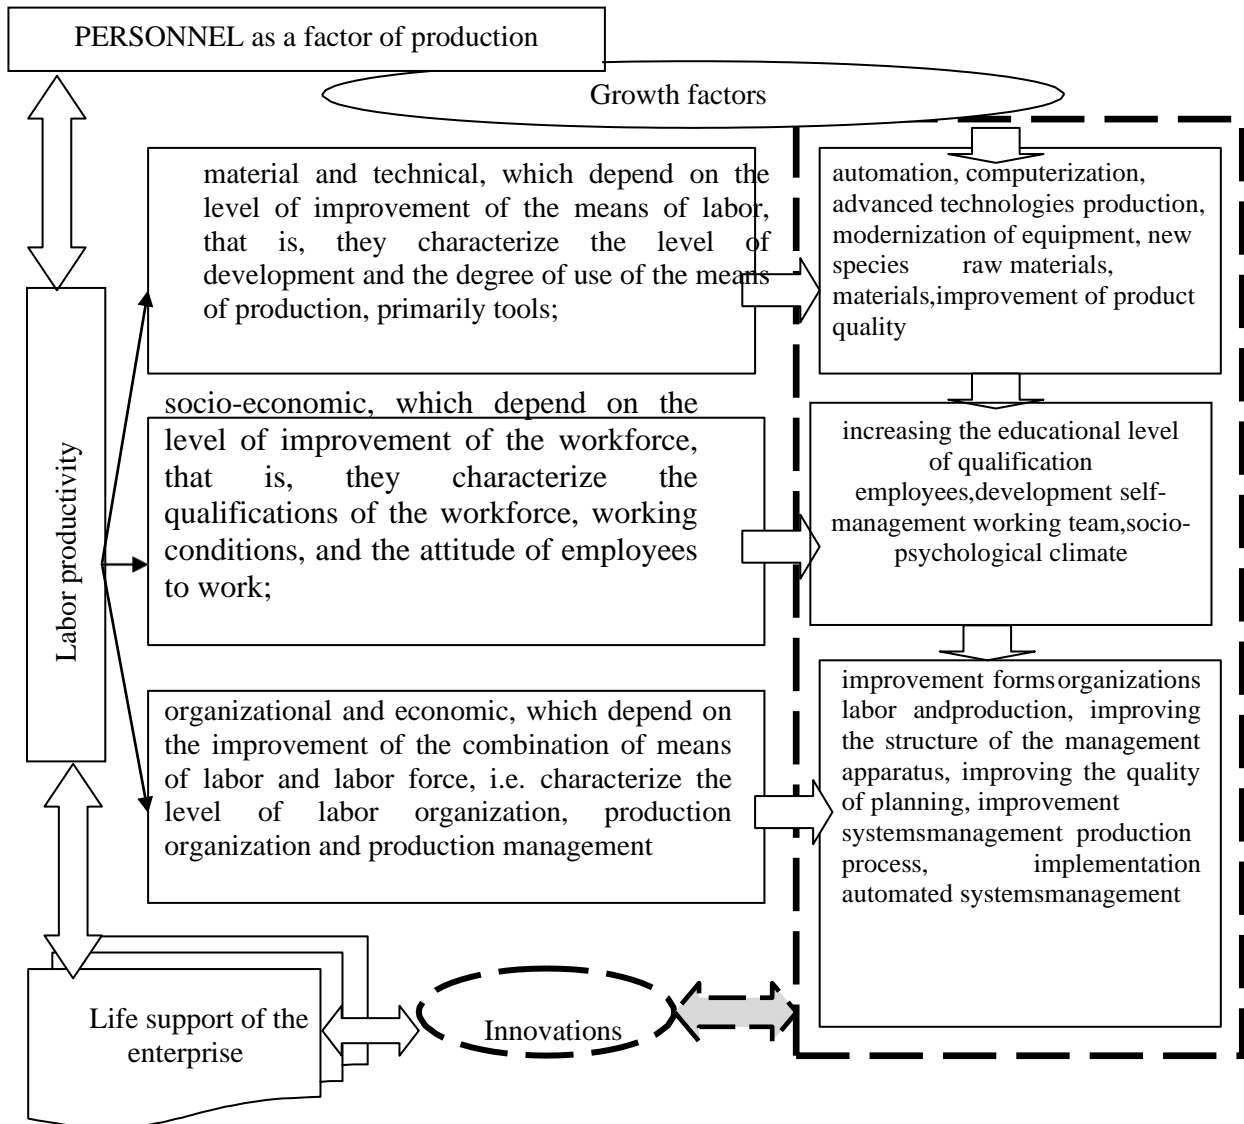 PERSONNEL as a factor of production
Growth factors
material and technical, which depend on the
level of improvement of the means of labor,
that is, they characterize the level of
development and the degree of use of the means
of production, primarily tools;
automation, computerization,
advanced technologies production,
modernization of equipment, new
species raw materials,
materials,improvement of product
quality
Labor productivity
socio-economic, which depend on the
level of improvement of the workforce,
that is, they characterize the
qualifications of the workforce, working
conditions, and the attitude of employees
to work;
increasing the educational level
of qualification
employees,development self-
management working team,socio-
psychological climate
organizational and economic, which depend on
the improvement of the combination of means
of labor and labor force, i.e. characterize the
level of labor organization, production
organization and production management
improvement formsorganizations
labor andproduction, improving
the structure of the management
apparatus, improving the quality
of planning, improvement
systemsmanagement production
process, implementation
automated systemsmanagement
Life support of the
enterprise
Innovations